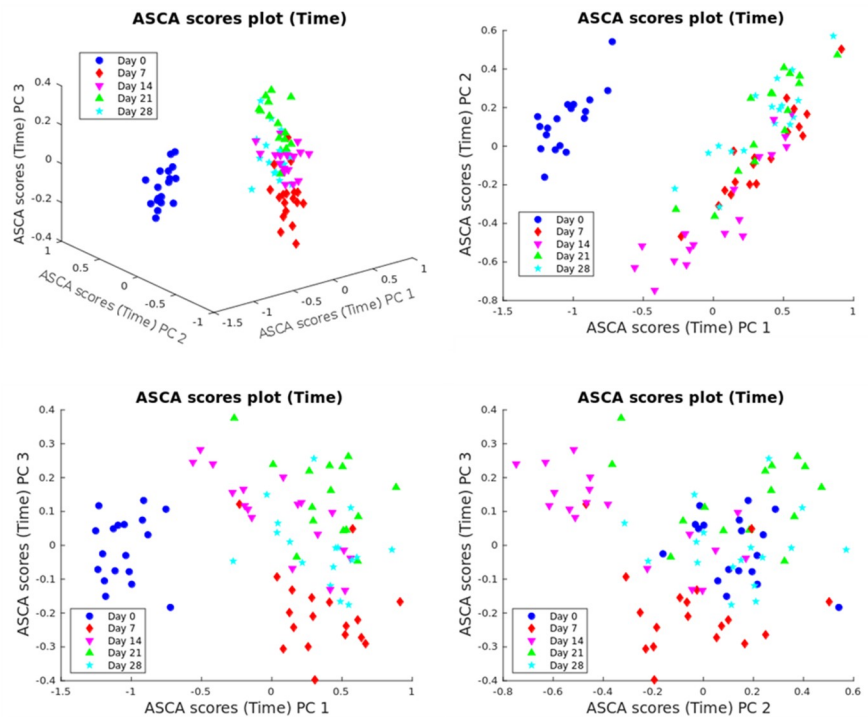 ASCA scores plot (Time)
Day 0
Day 7
Day 14
Day 21
Day 28
ASCA scores (Time) PC 3
0.4
0.2
0
-0.2
-0.4
1
0.5
0
-0.5
-1
ASCA scores (Time) PC 2
-1.5
-1
-0.5
0
0.5
1
ASCA scores (Time) PC 1
ASCA scores plot (Time)
ASCA scores (Time) PC 2
0.6
0.4
0.2
0
-0.2
-0.4
-0.6
-0.8
Day 0
Day 7
Day 14
Day 21
Day 28
-1.5 -1 -0.5 0 0.5 1
ASCA scores (Time) PC 1
ASCA scores plot (Time)
ASCA scores (Time) PC 3
0.4
0.3
0.2
0.1
0
-0.1
-0.2
-0.3
-0.4
Day 0
Day 7
Day 14
Day 21
Day 28
-1.5 -1 -0.5 0 0.5 1
ASCA scores (Time) PC 1
ASCA scores plot (Time)
ASCA scores (Time) PC 3
0.4
0.3
0.2
0.1
0
-0.1
-0.2
-0.3
-0.4
Day 0
Day 7
Day 14
Day 21
Day 28
-0.8 -0.6 -0.4 -0.2 0 0.2 0.4 0.6
ASCA scores (Time) PC 2